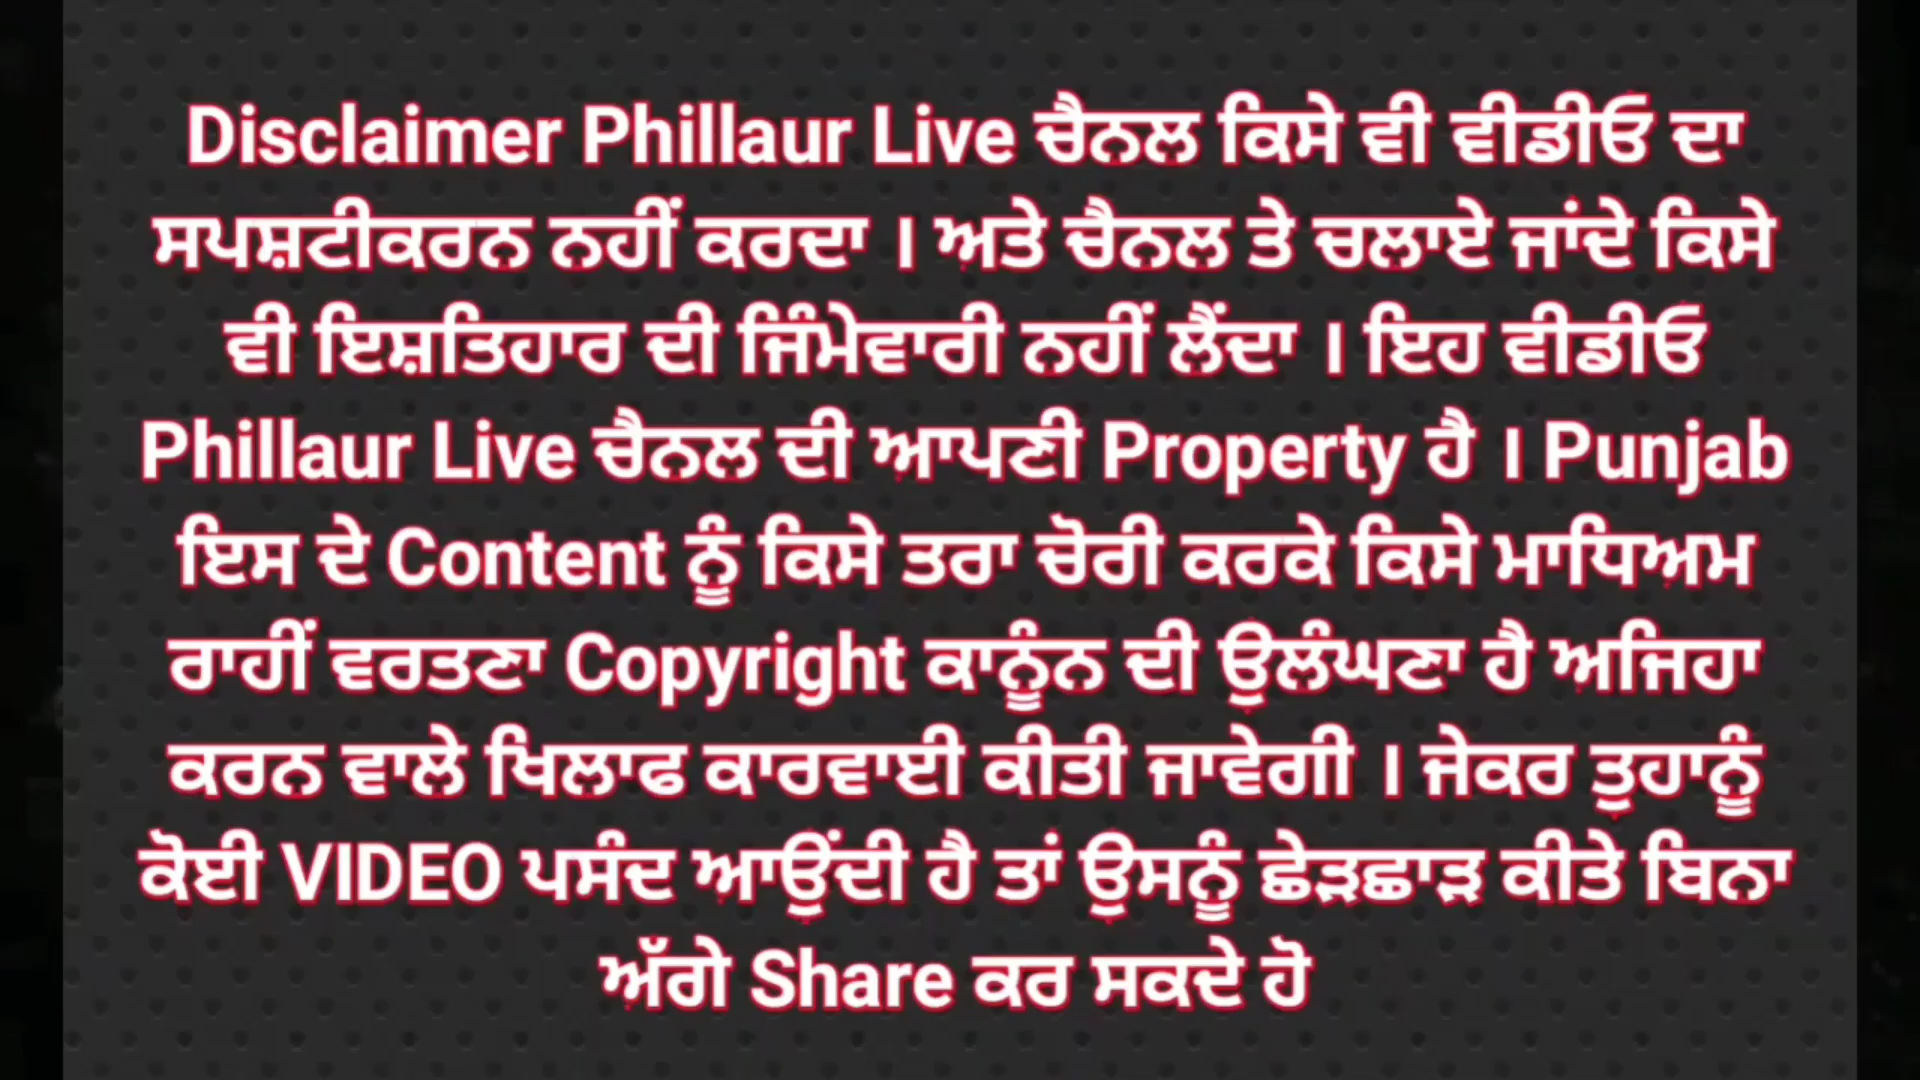 Disclaimer Phillaur Live ਚੈਨਲ ਕਿਸੇ ਵੀ ਵੀਡੀਓ ਦਾ
ਸਪਸ਼ਟੀਕਰਨ ਨਹੀਂ ਕਰਦਾ । ਅਤੇ ਚੈਨਲ ਤੇ ਚਲਾਏ ਜਾਂਦੇ ਕਿਸੇ
ਵੀ ਇਸ਼ਤਿਹਾਰ ਦੀ ਜਿੰਮੇਵਾਰੀ ਨਹੀਂ ਲੈਂਦਾ । ਇਹ ਵੀਡੀਓ
Phillaur Live ਚੈਨਲ ਦੀ ਆਪਣੀ Property ਹੈ । Punjab
ਇਸ ਦੇ Content ਨੂੰ ਕਿਸੇ ਤਰਾ ਚੋਰੀ ਕਰਕੇ ਕਿਸੇ ਮਾਧਿਅਮ
ਰਾਹੀਂ ਵਰਤਣਾ Copyright ਕਾਨੂੰਨ ਦੀ ਉਲੰਘਣਾ ਹੈ ਅਜਿਹਾ
ਕਰਨ ਵਾਲੇ ਖਿਲਾਫ ਕਾਰਵਾਈ ਕੀਤੀ ਜਾਵੇਗੀ । ਜੇਕਰ ਤੁਹਾਨੂੰ
ਕੋਈ VIDEO ਪਸੰਦ ਆਉਂਦੀ ਹੈ ਤਾਂ ਉਸਨੂੰ ਛੇੜਛਾੜ ਕੀਤੇ ਬਿਨਾ
ਅੱਗੇ Share ਕਰ ਸਕਦੇ ਹੋ